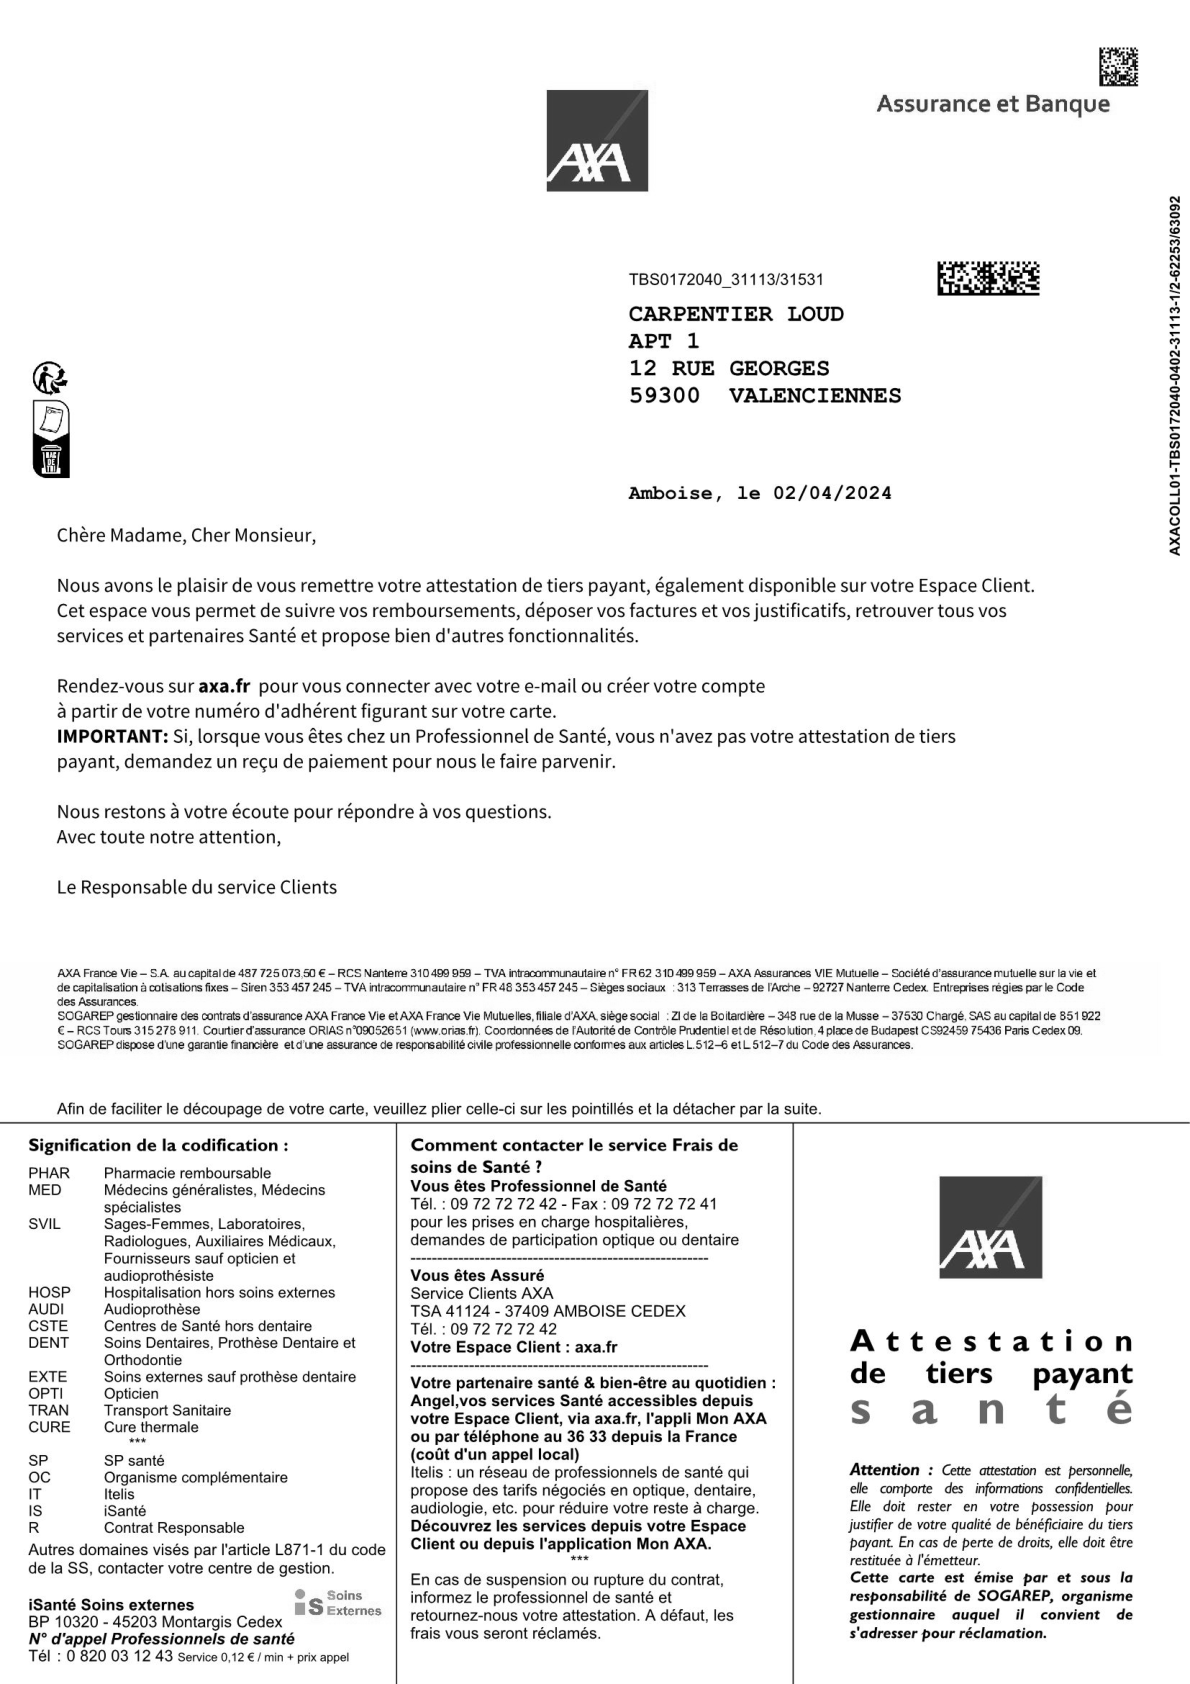 Assurance et Banque
AXA
AXACOLL01-TBS0172040-0402-31113-1/2-62253/63092
TBS0172040_31113/31531
CARPENTIER LOUD
APT 1
12 RUE GEORGES
59300 VALENCIENNES
BAC
DE
TRI
Amboise, le 02/04/2024
Chère Madame, Cher Monsieur,
Nous avons le plaisir de vous remettre votre attestation de tiers payant, également disponible sur votre Espace Client.
Cet espace vous permet de suivre vos remboursements, déposer vos factures et vos justificatifs, retrouver tous vos
services et partenaires Santé et propose bien d'autres fonctionnalités.
Rendez-vous sur axa.fr pour vous connecter avec votre e-mail ou créer votre compte
à partir de votre numéro d'adhérent figurant sur votre carte.
IMPORTANT: Si, lorsque vous êtes chez un Professionnel de Santé, vous n'avez pas votre attestation de tiers
payant, demandez un reçu de paiement pour nous le faire parvenir.
Nous restons à votre écoute pour répondre à vos questions.
Avec toute notre attention,
Le Responsable du service Clients
AXA France Vie – S.A. au capital de 487 725 073,50 € – RCS Nanterre 310 499 959 – TVA intracommunautaire n° FR 62 310 499 959 – AXA Assurances VIE Mutuelle – Société d'assurance mutuelle sur la vie et
de capitalisation à cotisations fixes – Siren 353 457 245 – TVA intracommunautaire n° FR 48 353 457 245 – Sièges sociaux : 313 Terrasses de l'Arche – 92727 Nanterre Cedex. Entreprises régies par le Code
des Assurances.
SOGAREP gestionnaire des contrats d'assurance AXA France Vie et AXA France Vie Mutuelles, filiale d'AXA, siège social : ZI de la Boitardière – 348 rue de la Musse – 37530 Chargé, SAS au capital de 851 922
€ – RCS Tours 315 278 911. Courtier d'assurance ORIAS n°09052651 (www.orias.fr). Coordonnées de l'Autorité de Contrôle Prudentiel et de Résolution, 4 place de Budapest CS92459 75436 Paris Cedex 09.
SOGAREP dispose d'une garantie financière et d'une assurance de responsabilité civile professionnelle conformes aux articles L.512–6 et L.512–7 du Code des Assurances.
Afin de faciliter le découpage de votre carte, veuillez plier celle-ci sur les pointillés et la détacher par la suite.
Signification de la codification :
PHAR Pharmacie remboursable
MED Médecins généralistes, Médecins
spécialistes
SVIL Sages-Femmes, Laboratoires,
Radiologues, Auxiliaires Médicaux,
Fournisseurs sauf opticien et
audioprothésiste
HOSP Hospitalisation hors soins externes
AUDI Audioprothèse
CSTE Centres de Santé hors dentaire
DENT Soins Dentaires, Prothèse Dentaire et
Orthodontie
EXTE Soins externes sauf prothèse dentaire
OPTI Opticien
TRAN Transport Sanitaire
CURE Cure thermale
***
SP SP santé
OC Organisme complémentaire
IT Itelis
IS iSanté
R Contrat Responsable
Autres domaines visés par l'article L871-1 du code
de la SS, contacter votre centre de gestion.
iSanté Soins externes
BP 10320 - 45203 Montargis Cedex
N° d'appel Professionnels de santé
Tél : 0 820 03 12 43 Service 0,12 € / min + prix appel
iS Soins
Externes
Comment contacter le service Frais de
soins de Santé ?
Vous êtes Professionnel de Santé
Tél. : 09 72 72 72 42 - Fax : 09 72 72 72 41
pour les prises en charge hospitalières,
demandes de participation optique ou dentaire
--------------------------------------------------------
Vous êtes Assuré
Service Clients AXA
TSA 41124 - 37409 AMBOISE CEDEX
Tél. : 09 72 72 72 42
Votre Espace Client : axa.fr
--------------------------------------------------------
Votre partenaire santé & bien-être au quotidien :
Angel,vos services Santé accessibles depuis
votre Espace Client, via axa.fr, l'appli Mon AXA
ou par téléphone au 36 33 depuis la France
(coût d'un appel local)
Itelis : un réseau de professionnels de santé qui
propose des tarifs négociés en optique, dentaire,
audiologie, etc. pour réduire votre reste à charge.
Découvrez les services depuis votre Espace
Client ou depuis l'application Mon AXA.
***
En cas de suspension ou rupture du contrat,
informez le professionnel de santé et
retournez-nous votre attestation. A défaut, les
frais vous seront réclamés.
AXA
Attestation
de tiers payant
santé
Attention : Cette attestation est personnelle,
elle comporte des informations confidentielles.
Elle doit rester en votre possession pour
justifier de votre qualité de bénéficiaire du tiers
payant. En cas de perte de droits, elle doit être
restituée à l'émetteur.
Cette carte est émise par et sous la
responsabilité de SOGAREP, organisme
gestionnaire auquel il convient de
s'adresser pour réclamation.